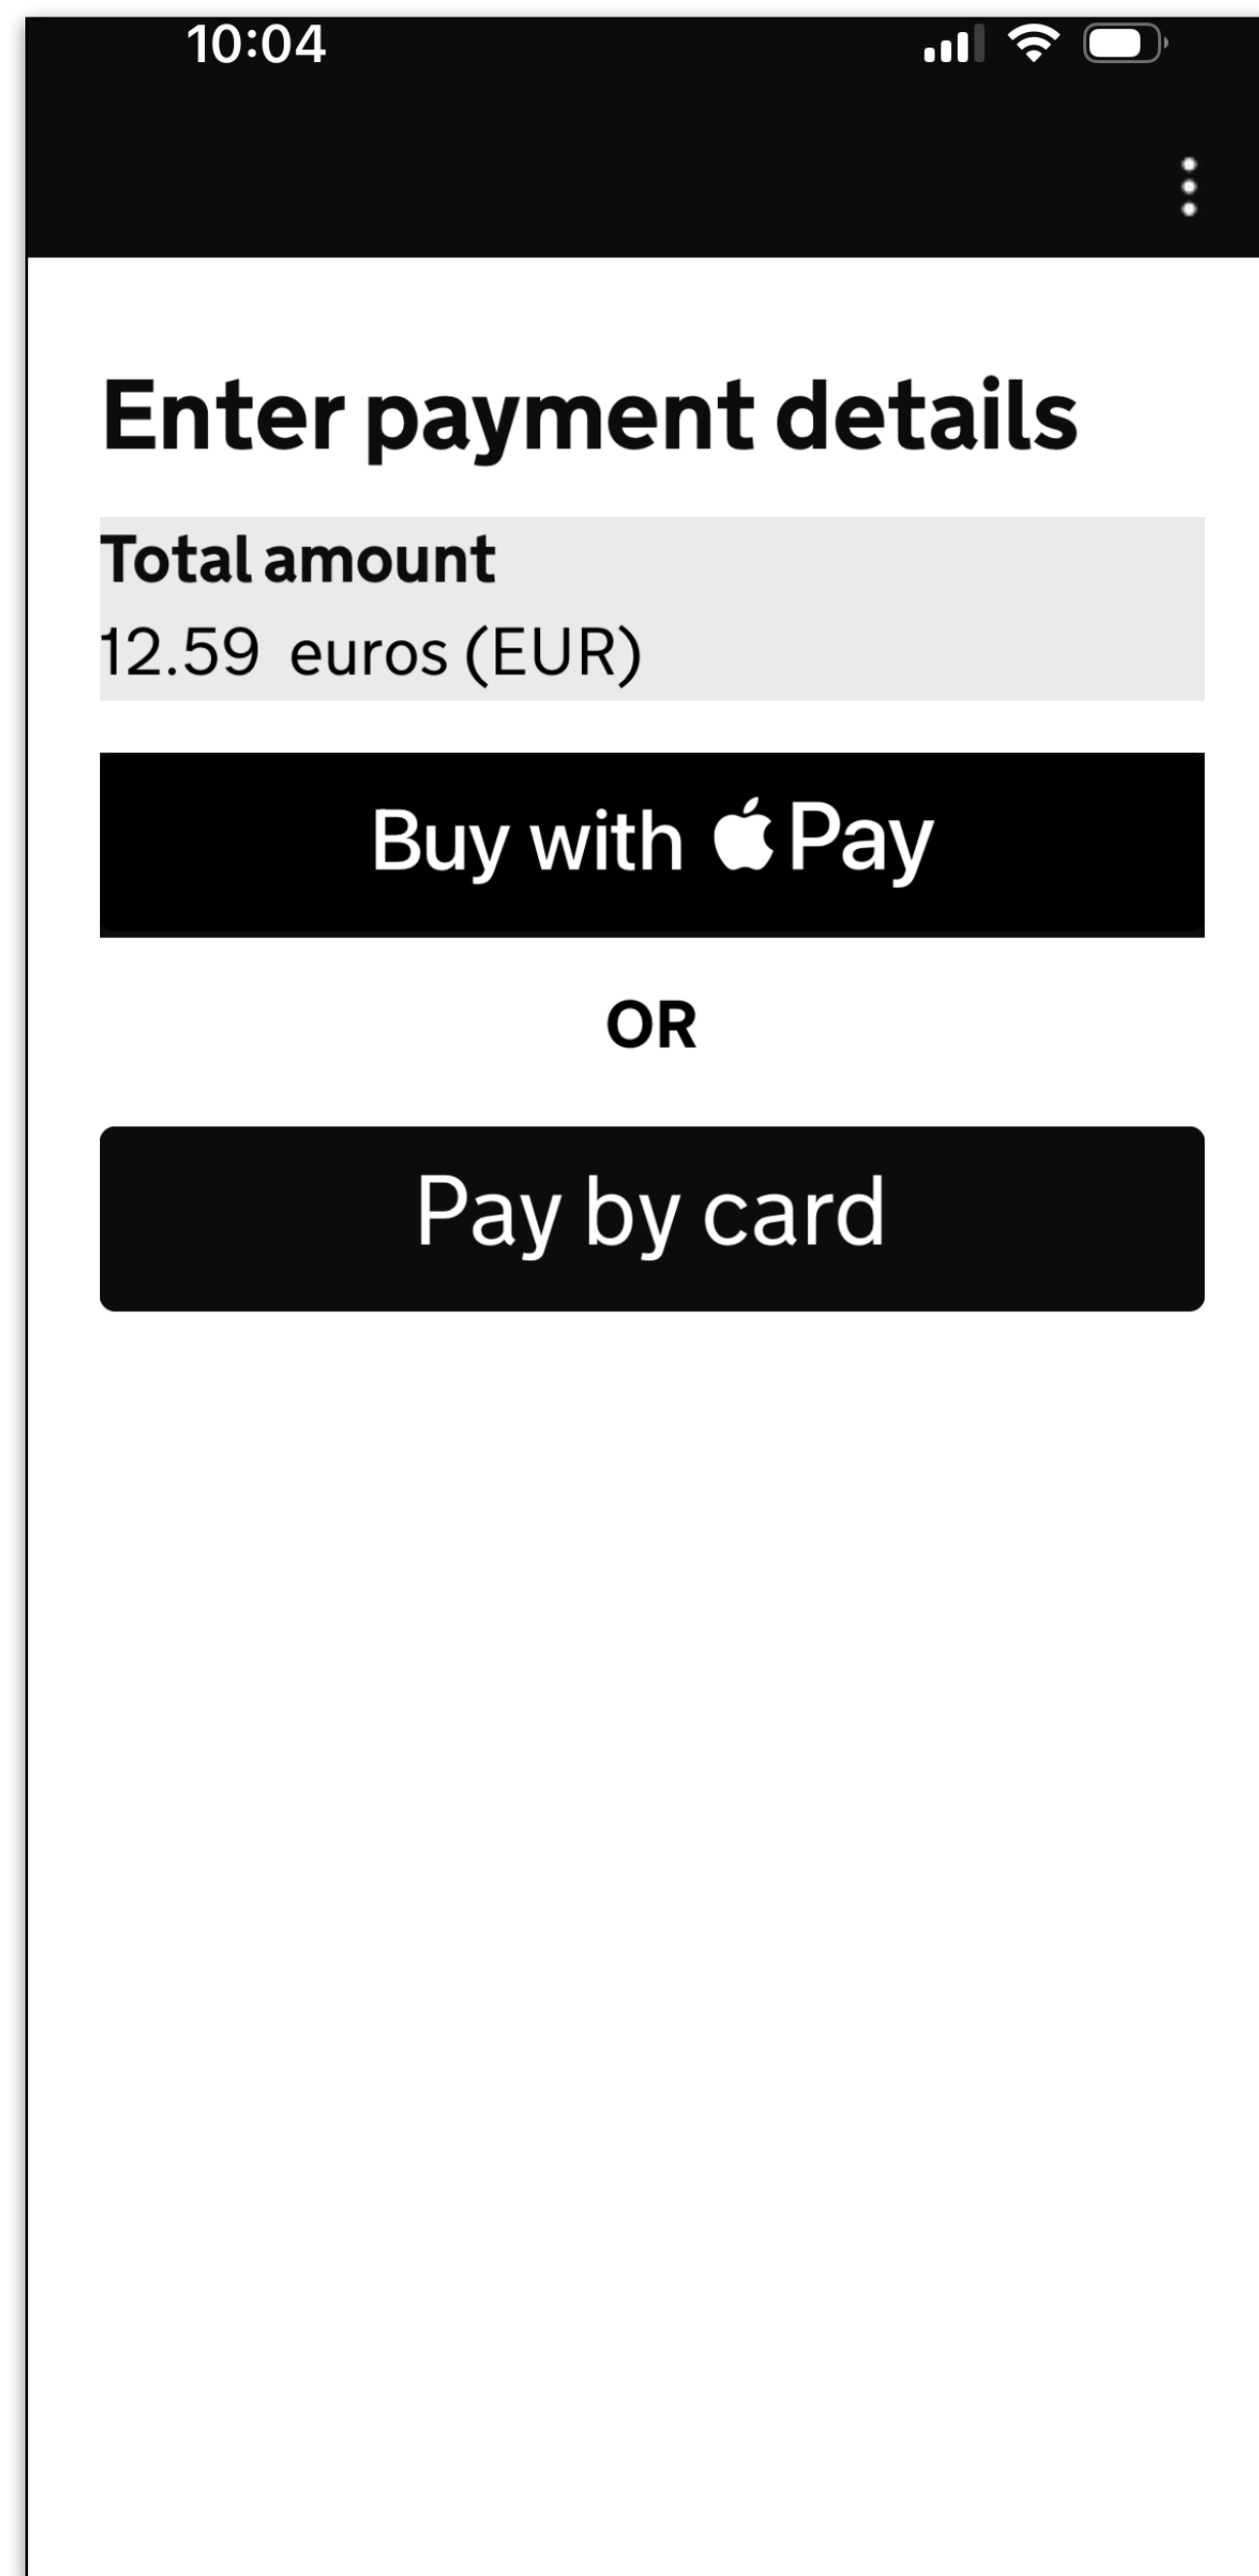 10:04
Enter payment details
Total amount
12.59 euros (EUR)
Buy with Pay
OR
Pay by card